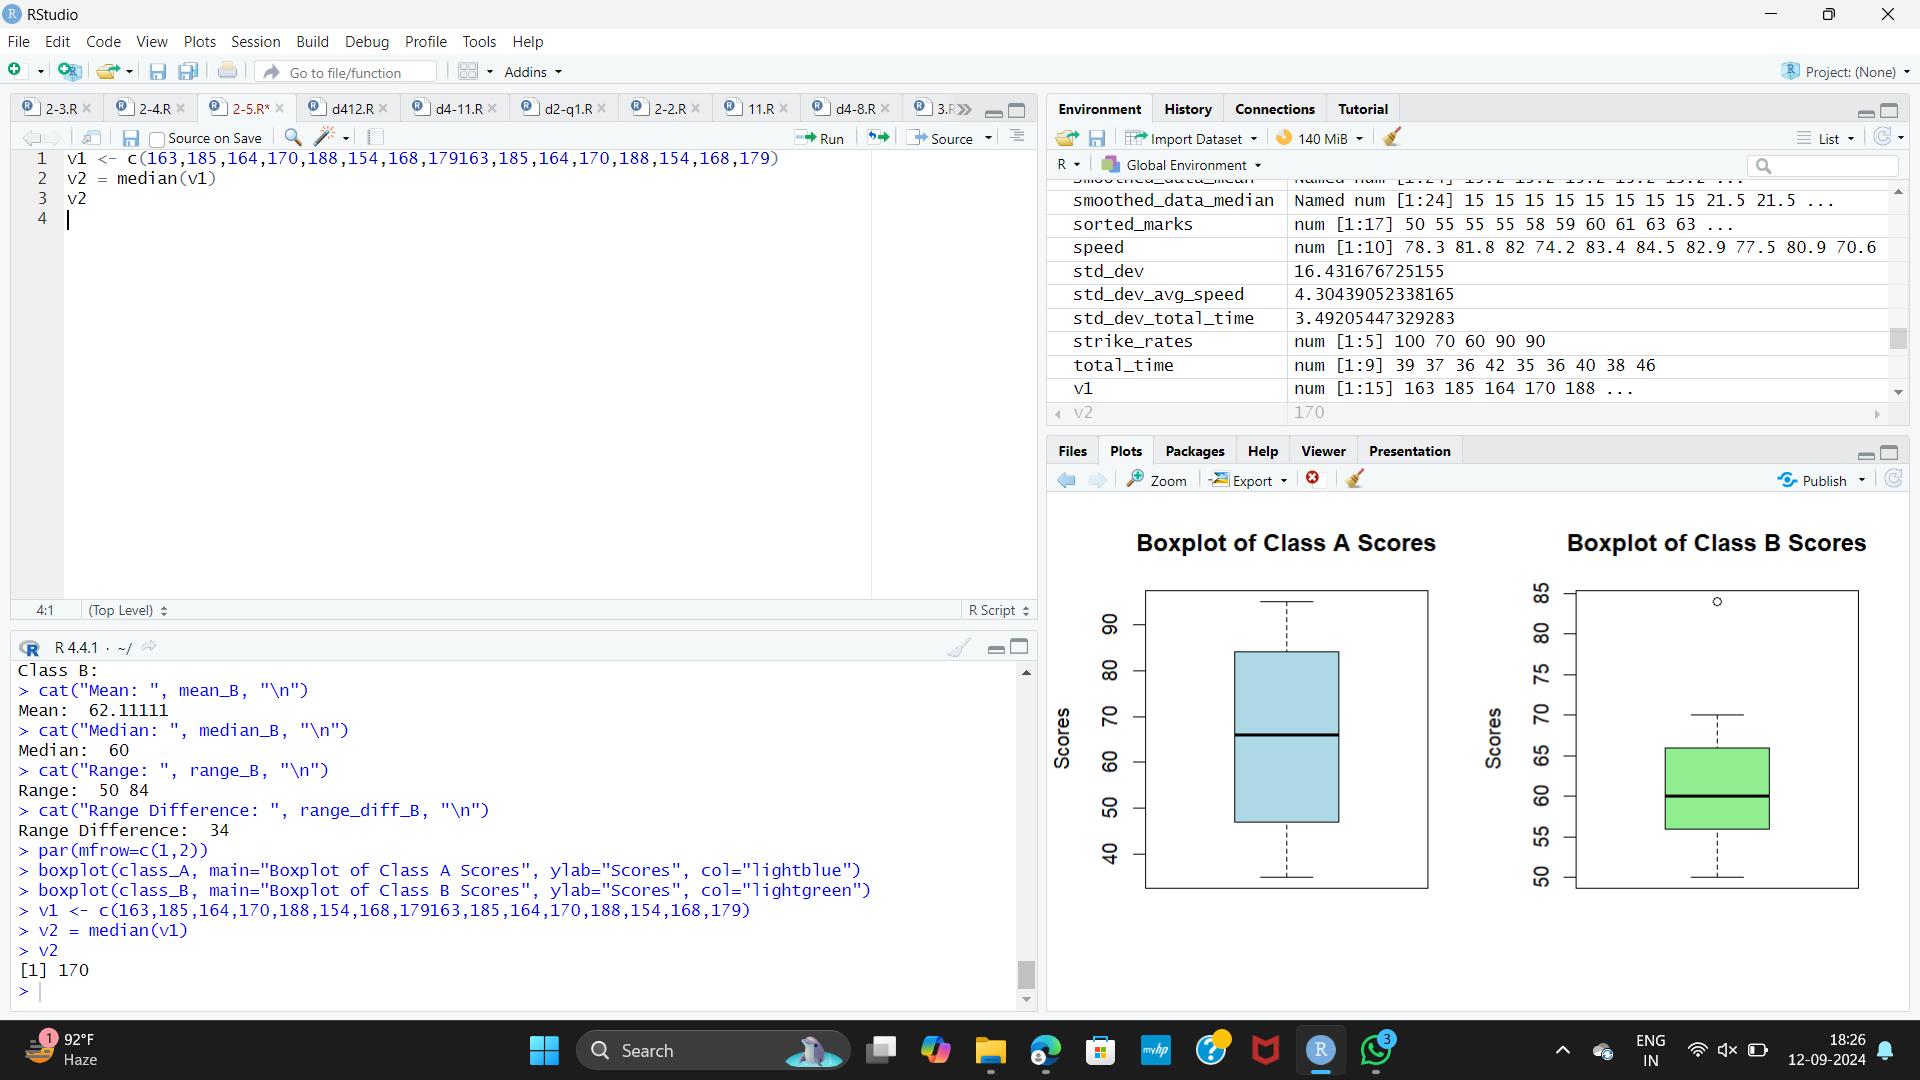 RStudio
File Edit Code View Plots Session Build Debug Profile Tools Help
Go to file/function Addins Project: (None)
2-3.R 2-4.R 2-5.R* d412.R d4-11.R d2-q1.R 2-2.R 11.R d4-8.R 3.R
Source on Save Run Source
1 v1 <- c(163,185,164,170,188,154,168,179163,185,164,170,188,154,168,179)
2 v2 = median(v1)
3 v2
4
4:1 (Top Level) R Script
R 4.4.1 · ~/
Class B:
> cat("Mean: ", mean_B, "\n")
Mean:  62.11111
> cat("Median: ", median_B, "\n")
Median:  60
> cat("Range: ", range_B, "\n")
Range:  50 84
> cat("Range Difference: ", range_diff_B, "\n")
Range Difference:  34
> par(mfrow=c(1,2))
> boxplot(class_A, main="Boxplot of Class A Scores", ylab="Scores", col="lightblue")
> boxplot(class_B, main="Boxplot of Class B Scores", ylab="Scores", col="lightgreen")
> v1 <- c(163,185,164,170,188,154,168,179163,185,164,170,188,154,168,179)
> v2 = median(v1)
> v2
[1] 170
>
Environment History Connections Tutorial
Import Dataset 140 MiB List
R Global Environment
smoothed_data_median Named num [1:24] 15 15 15 15 15 15 15 15 21.5 21.5 ...
sorted_marks num [1:17] 50 55 55 55 58 59 60 61 63 63 ...
speed num [1:10] 78.3 81.8 82 74.2 83.4 84.5 82.9 77.5 80.9 70.6
std_dev 16.431676725155
std_dev_avg_speed 4.30439052338165
std_dev_total_time 3.49205447329283
strike_rates num [1:5] 100 70 60 90 90
total_time num [1:9] 39 37 36 42 35 36 40 38 46
v1 num [1:15] 163 185 164 170 188 ...
v2 170
Files Plots Packages Help Viewer Presentation
Zoom Export Publish
Boxplot of Class A Scores
Scores
90
80
70
60
50
40
Boxplot of Class B Scores
Scores
85
80
75
70
65
60
55
50
1 92°F
Haze
Search
myhp
3
ENG
IN
18:26
12-09-2024